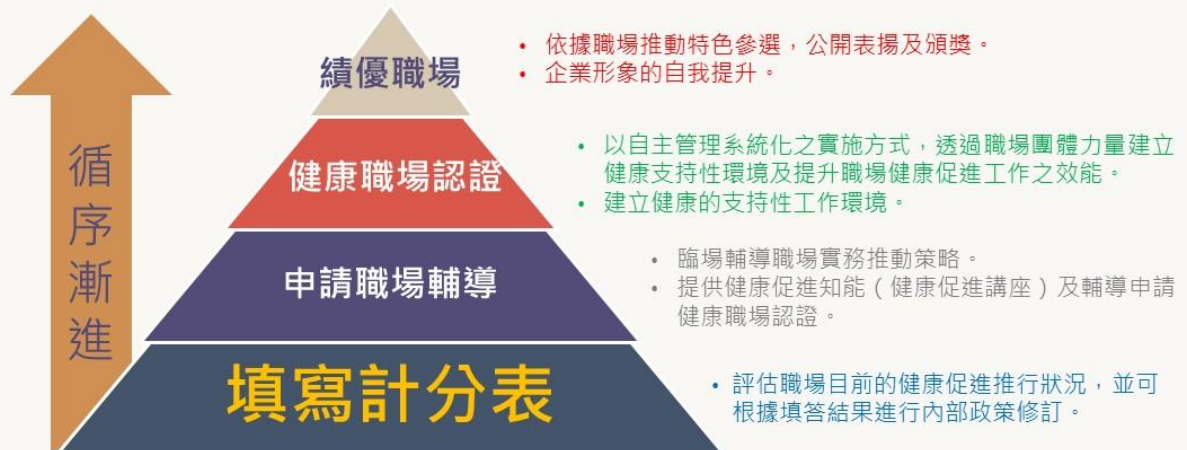 績優職場
• 依據職場推動特色參選，公開表揚及頒獎。
• 企業形象的自我提升。
循序漸進
健康職場認證
• 以自主管理系統化之實施方式，透過職場團體力量建立
健康支持性環境及提升職場健康促進工作之效能。
• 建立健康的支持性工作環境。
申請職場輔導
• 臨場輔導職場實務推動策略。
• 提供健康促進知能（健康促進講座）及輔導申請
健康職場認證。
填寫計分表
• 評估職場目前的健康促進推行狀況，並可
根據填答結果進行內部政策修訂。